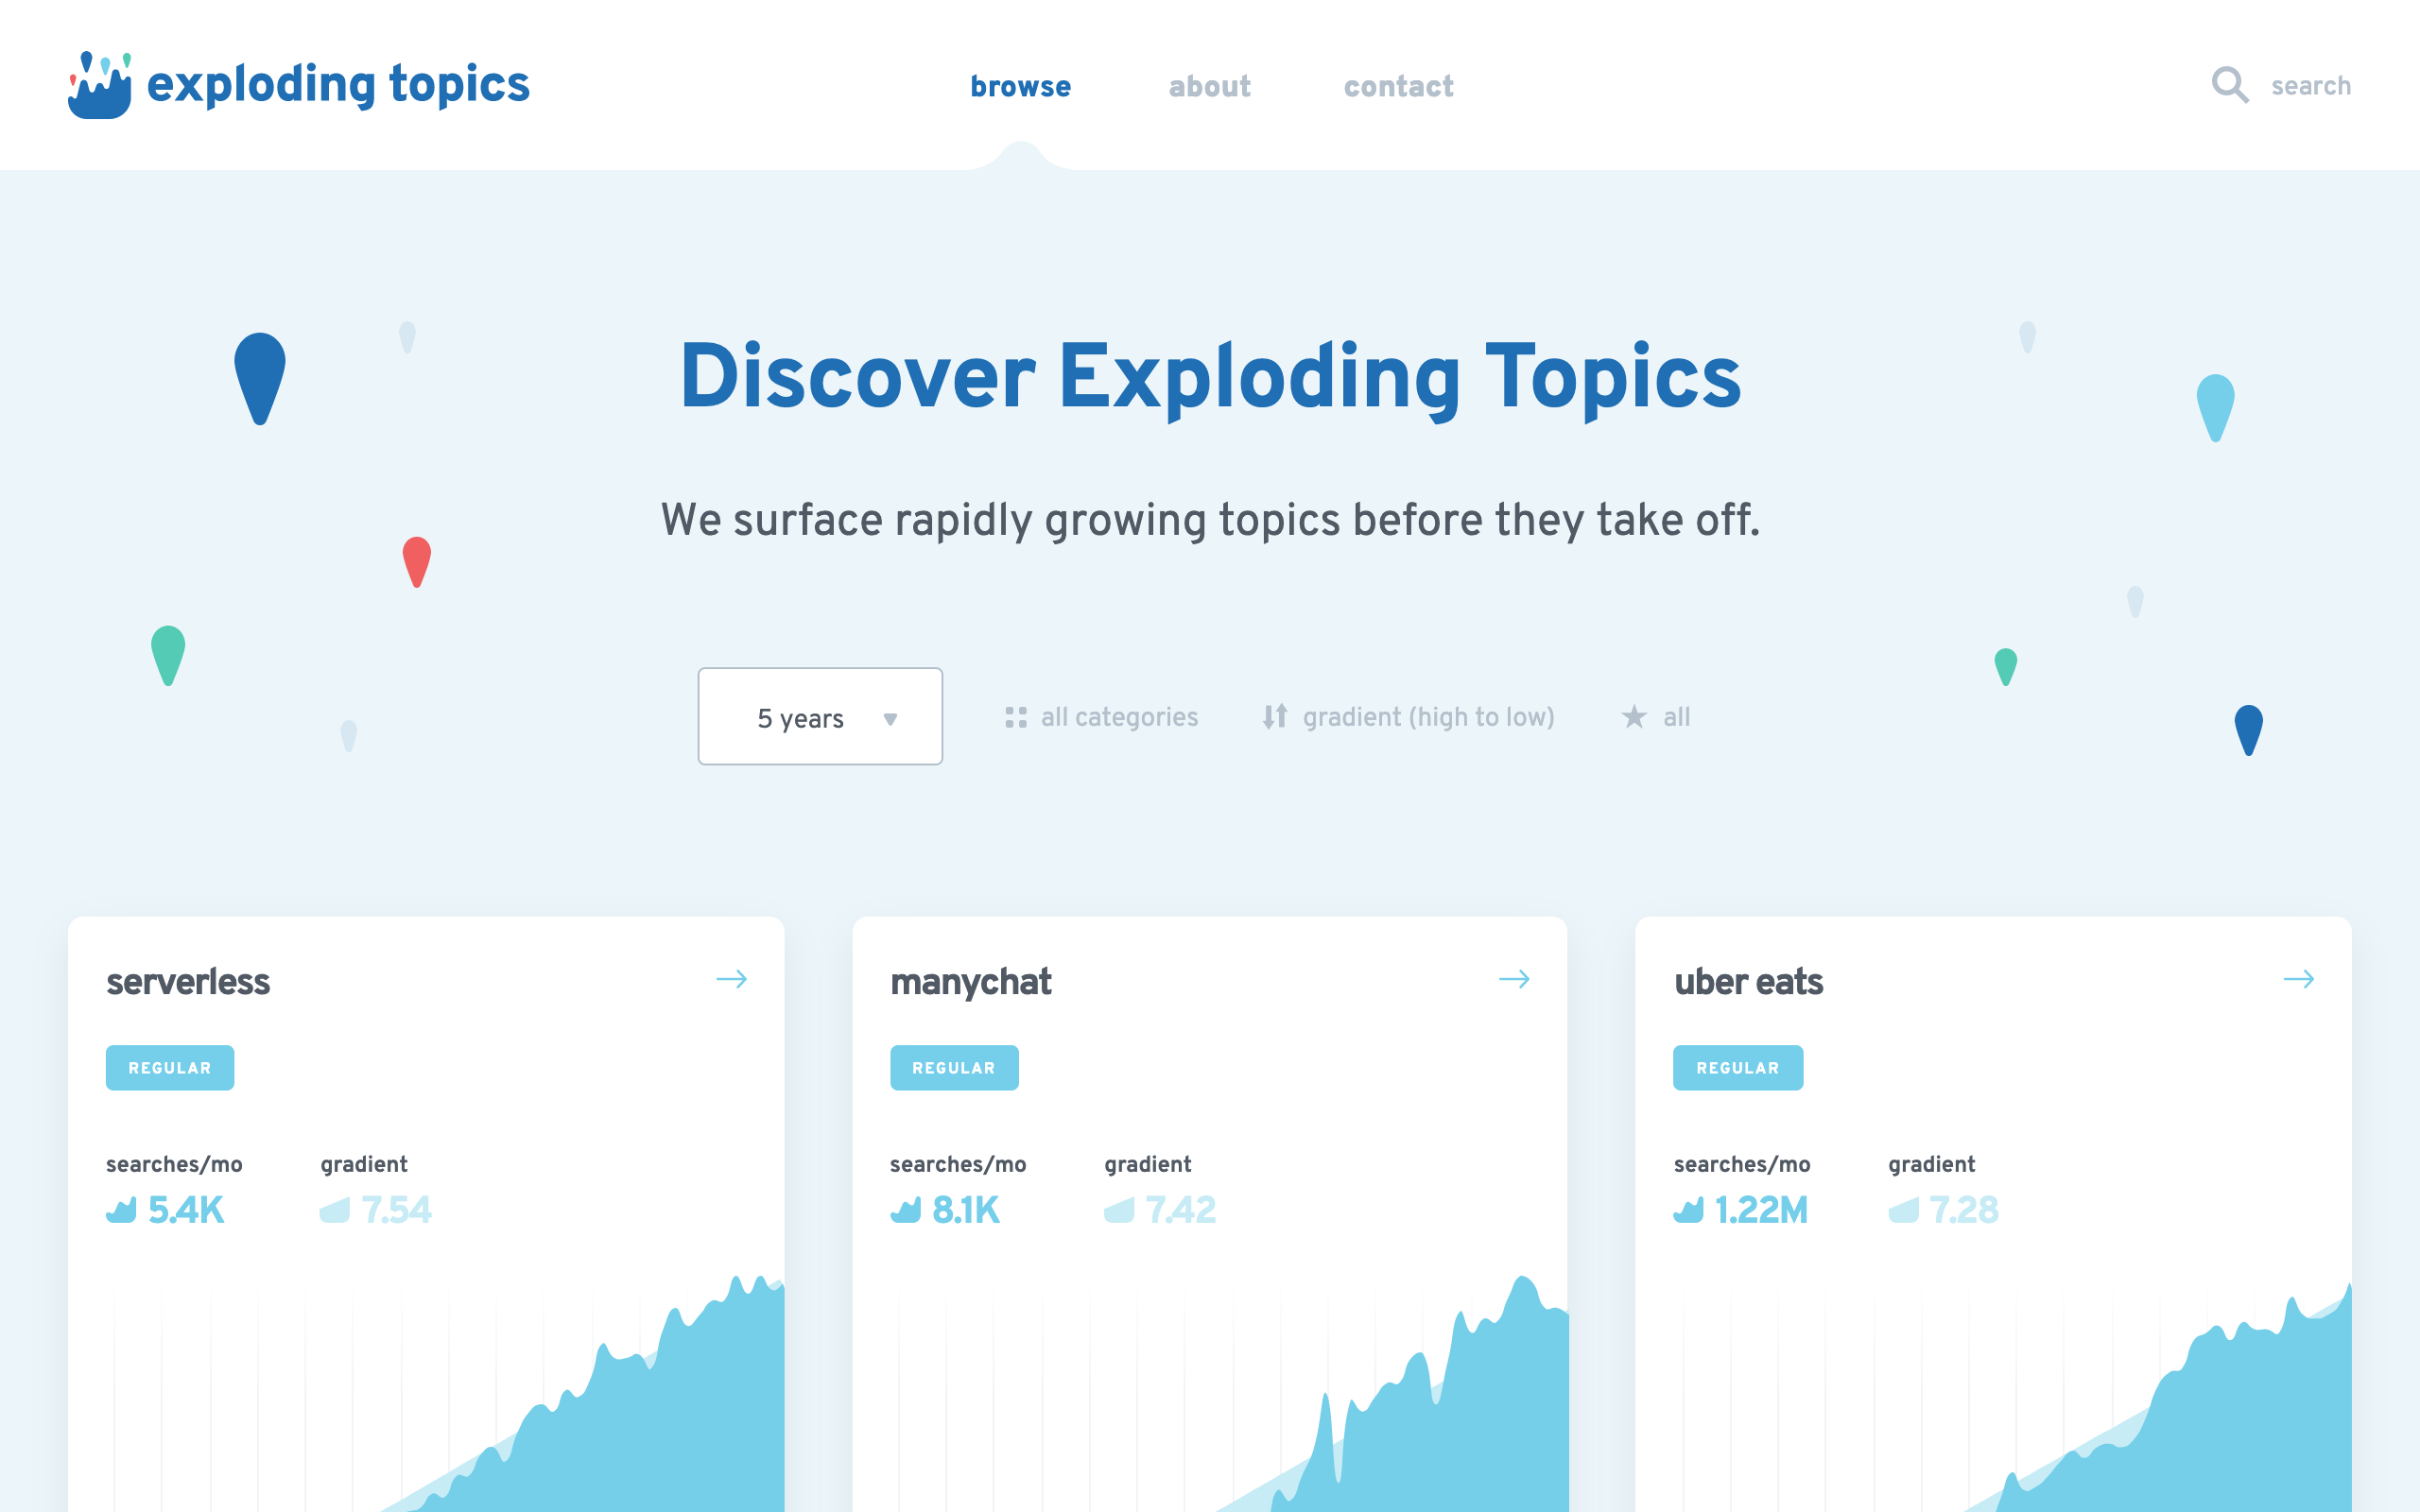 exploding topics
browse about contact
search
Discover Exploding Topics
We surface rapidly growing topics before they take off.
5 years all categories gradient (high to low) all
serverless
REGULAR
searches/mo gradient
5.4K 7.54
manychat
REGULAR
searches/mo gradient
8.1K 7.42
uber eats
REGULAR
searches/mo gradient
1.22M 7.28